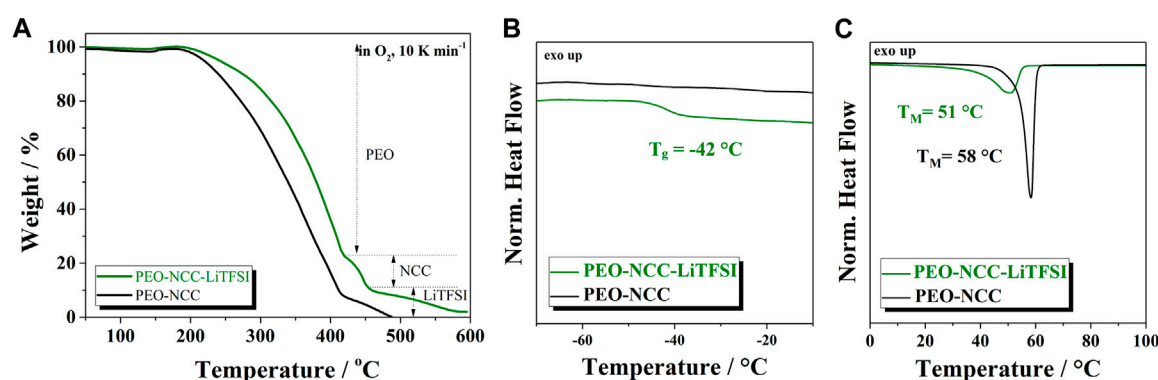 A
100
80
60
40
20
0
Weight / %
in O₂, 10 K min⁻¹
PEO
NCC
LiTFSI
PEO-NCC-LiTFSI
PEO-NCC
100 200 300 400 500 600
Temperature / °C
B
exo up
Norm. Heat Flow
T_g = -42 °C
PEO-NCC-LiTFSI
PEO-NCC
-60 -40 -20
Temperature / °C
C
exo up
Norm. Heat Flow
T_M= 51 °C
T_M= 58 °C
PEO-NCC-LiTFSI
PEO-NCC
0 20 40 60 80 100
Temperature / °C